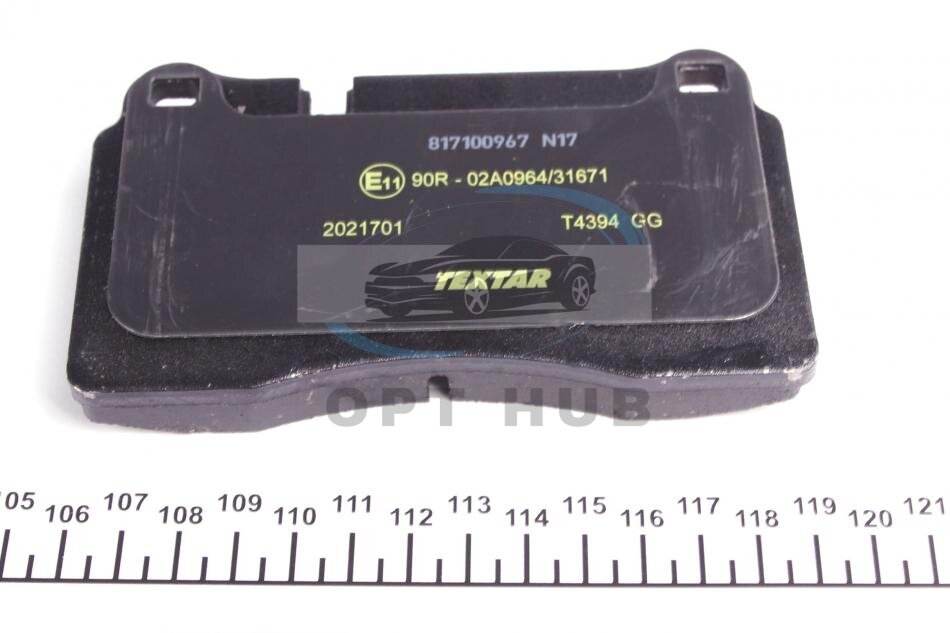 817100967 N17
E11 90R - 02A0964/31671
2021701 T4394 GG
TEXTAR
OPT HUB
105 106 107 108 109 110 111 112 113 114 115 116 117 118 119 120 121